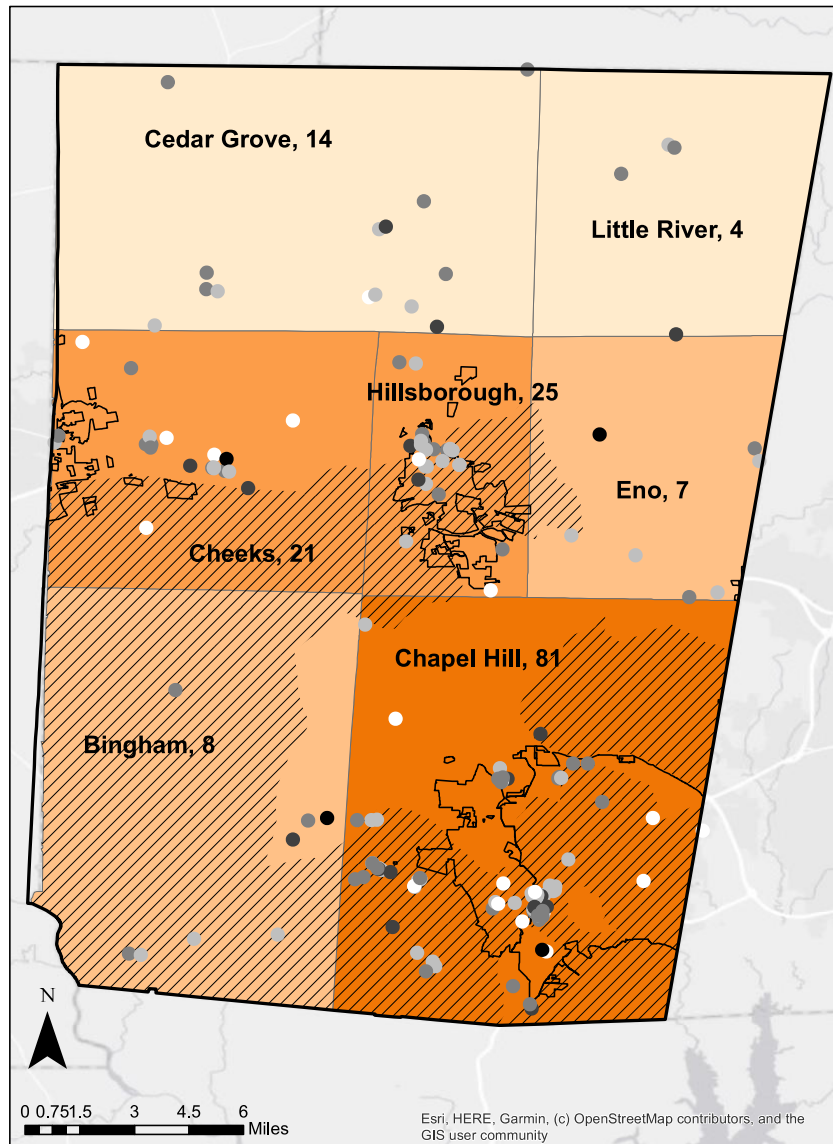 Cedar Grove, 14
Little River, 4
Hillsborough, 25
Eno, 7
Cheeks, 21
Chapel Hill, 81
Bingham, 8
N
0 0.751.5 3 4.5 6
Miles
Esri, HERE, Garmin, (c) OpenStreetMap contributors, and the
GIS user community